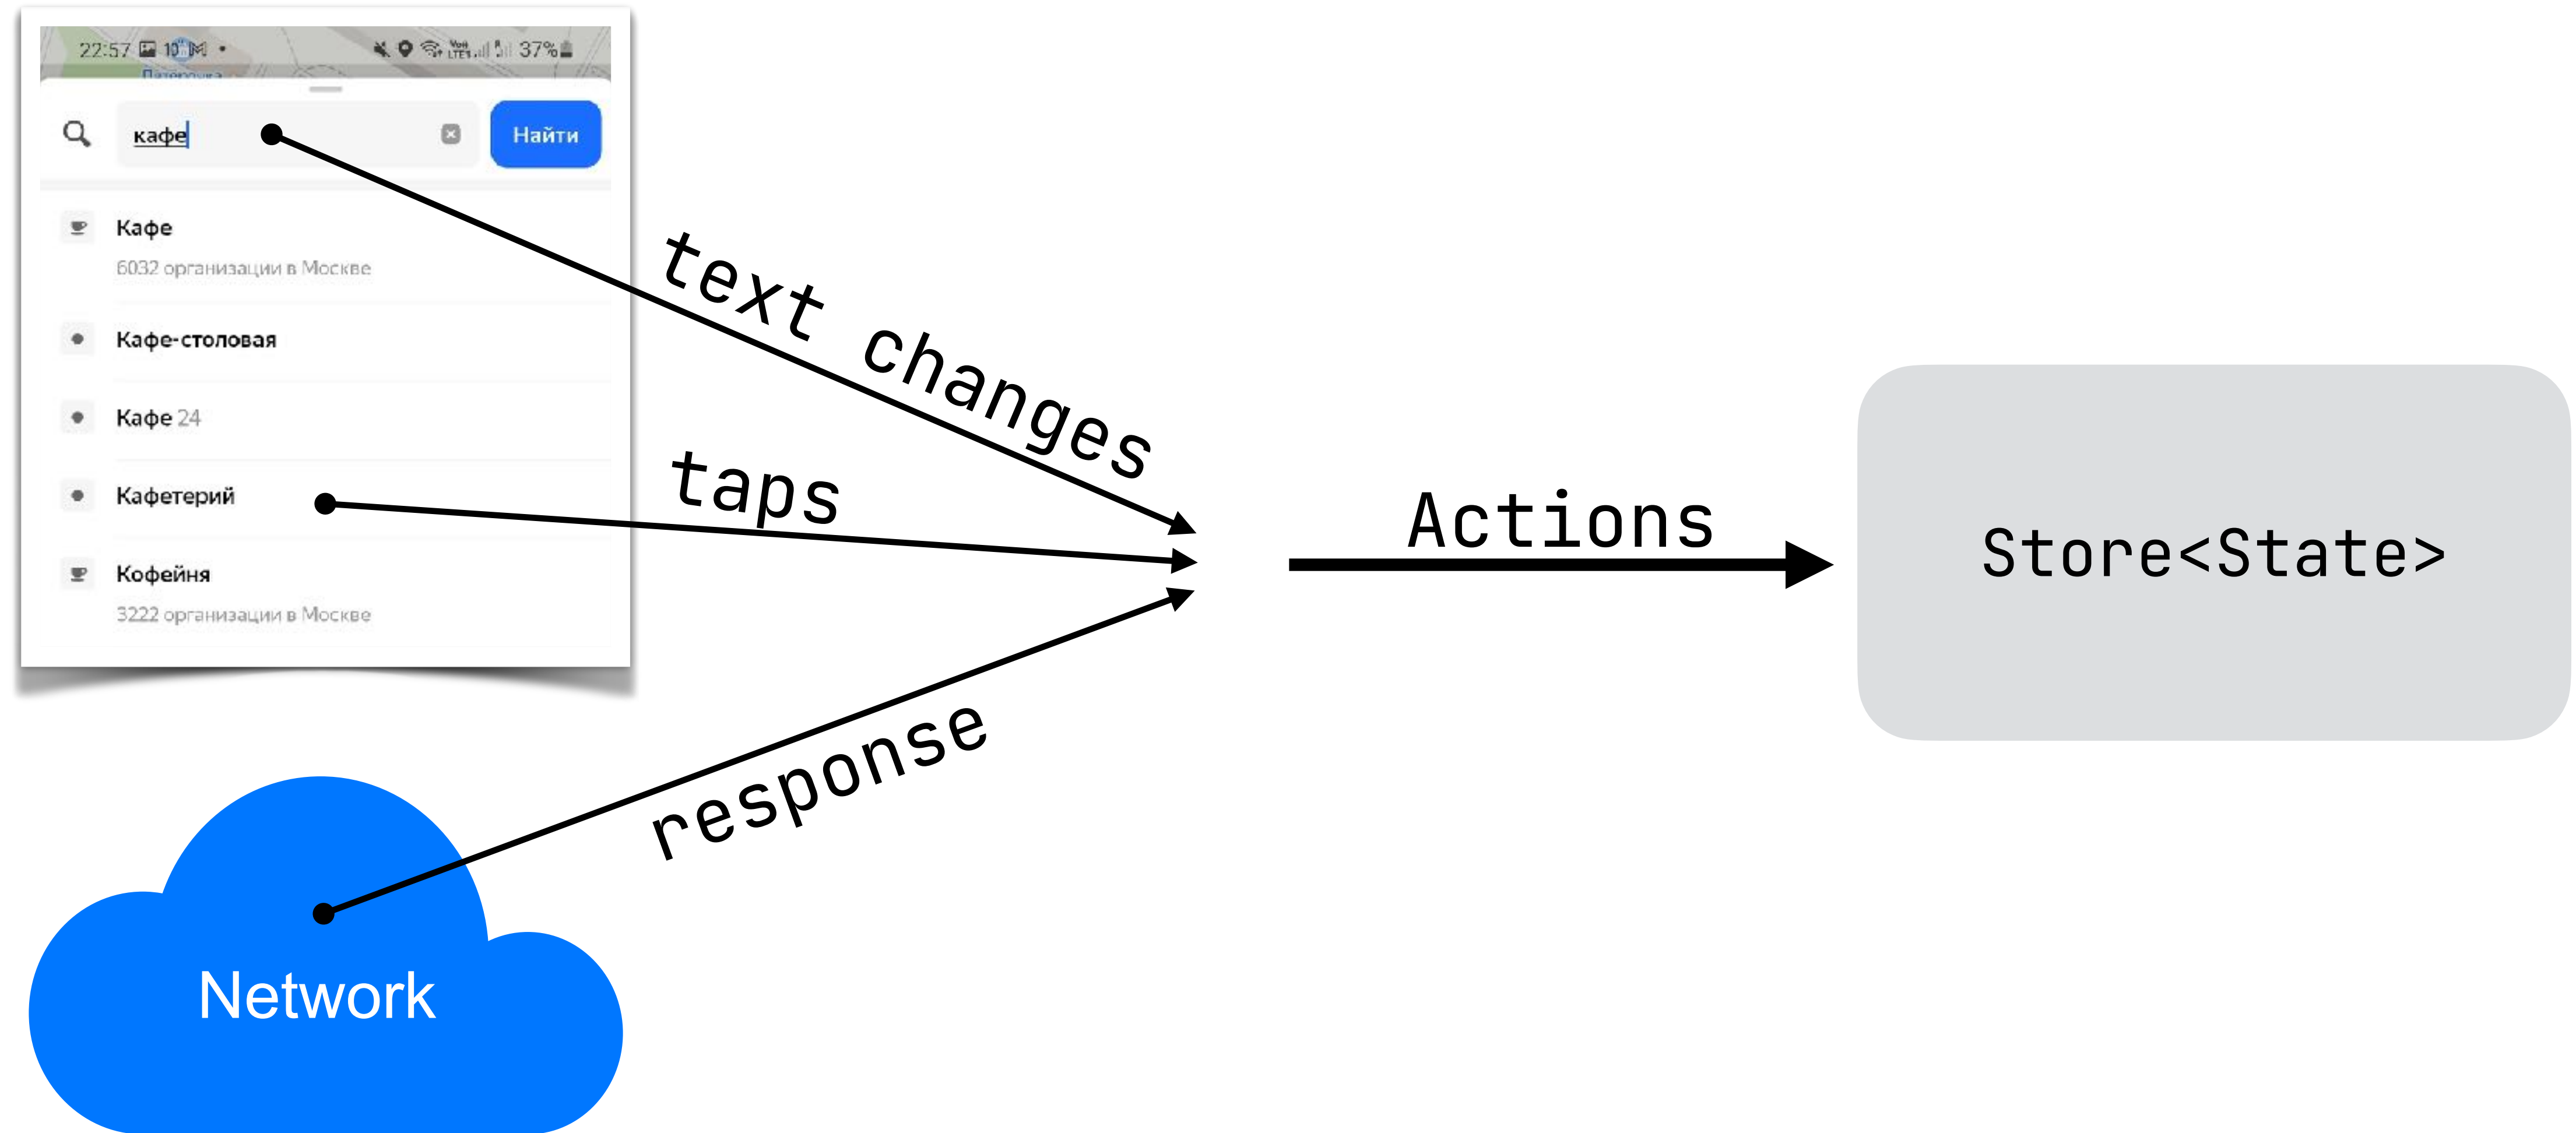 22:57
37%
кафе
Найти
Кафе
6032 организации в Москве
Кафе-столовая
Кафе 24
Кафетерий
Кофейня
3222 организации в Москве
text changes
taps
response
Actions
Store<State>
Network